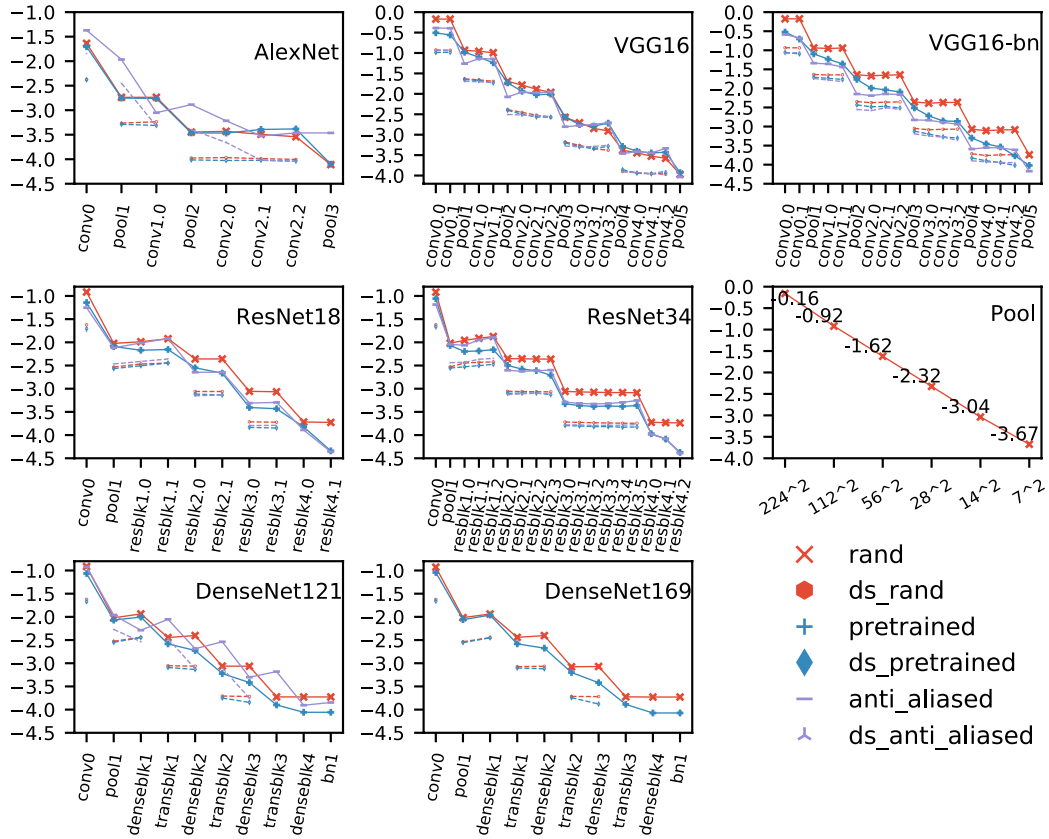 −1.0
−1.5
−2.0
−2.5
−3.0
−3.5
−4.0
−4.5
AlexNet
conv0
pool1
conv1.0
pool2
conv2.0
conv2.1
conv2.2
pool3
0.0
−0.5
−1.0
−1.5
−2.0
−2.5
−3.0
−3.5
−4.0
VGG16
conv0.0
conv0.1
pool1
conv1.0
conv1.1
pool2
conv2.0
conv2.1
conv2.2
pool3
conv3.0
conv3.1
conv3.2
pool4
conv4.0
conv4.1
conv4.2
pool5
0.0
−0.5
−1.0
−1.5
−2.0
−2.5
−3.0
−3.5
−4.0
−4.5
VGG16-bn
conv0.0
conv0.1
pool1
conv1.0
conv1.1
pool2
conv2.0
conv2.1
conv2.2
pool3
conv3.0
conv3.1
conv3.2
pool4
conv4.0
conv4.1
conv4.2
pool5
−1.0
−1.5
−2.0
−2.5
−3.0
−3.5
−4.0
−4.5
ResNet18
conv0
pool1
resblk1.0
resblk1.1
resblk2.0
resblk2.1
resblk3.0
resblk3.1
resblk4.0
resblk4.1
−1.0
−1.5
−2.0
−2.5
−3.0
−3.5
−4.0
−4.5
ResNet34
conv0
pool1
resblk1.0
resblk1.1
resblk1.2
resblk2.0
resblk2.1
resblk2.2
resblk2.3
resblk3.0
resblk3.1
resblk3.2
resblk3.3
resblk3.4
resblk3.5
resblk4.0
resblk4.1
resblk4.2
0.0
−0.5
−1.0
−1.5
−2.0
−2.5
−3.0
−3.5
−4.0
Pool
-0.16
-0.92
-1.62
-2.32
-3.04
-3.67
224^2
112^2
56^2
28^2
14^2
7^2
−1.0
−1.5
−2.0
−2.5
−3.0
−3.5
−4.0
−4.5
DenseNet121
conv0
pool1
denseblk1
transblk1
denseblk2
transblk2
denseblk3
transblk3
denseblk4
bn1
−1.0
−1.5
−2.0
−2.5
−3.0
−3.5
−4.0
−4.5
DenseNet169
conv0
pool1
denseblk1
transblk1
denseblk2
transblk2
denseblk3
transblk3
denseblk4
bn1
rand
ds_rand
pretrained
ds_pretrained
anti_aliased
ds_anti_aliased